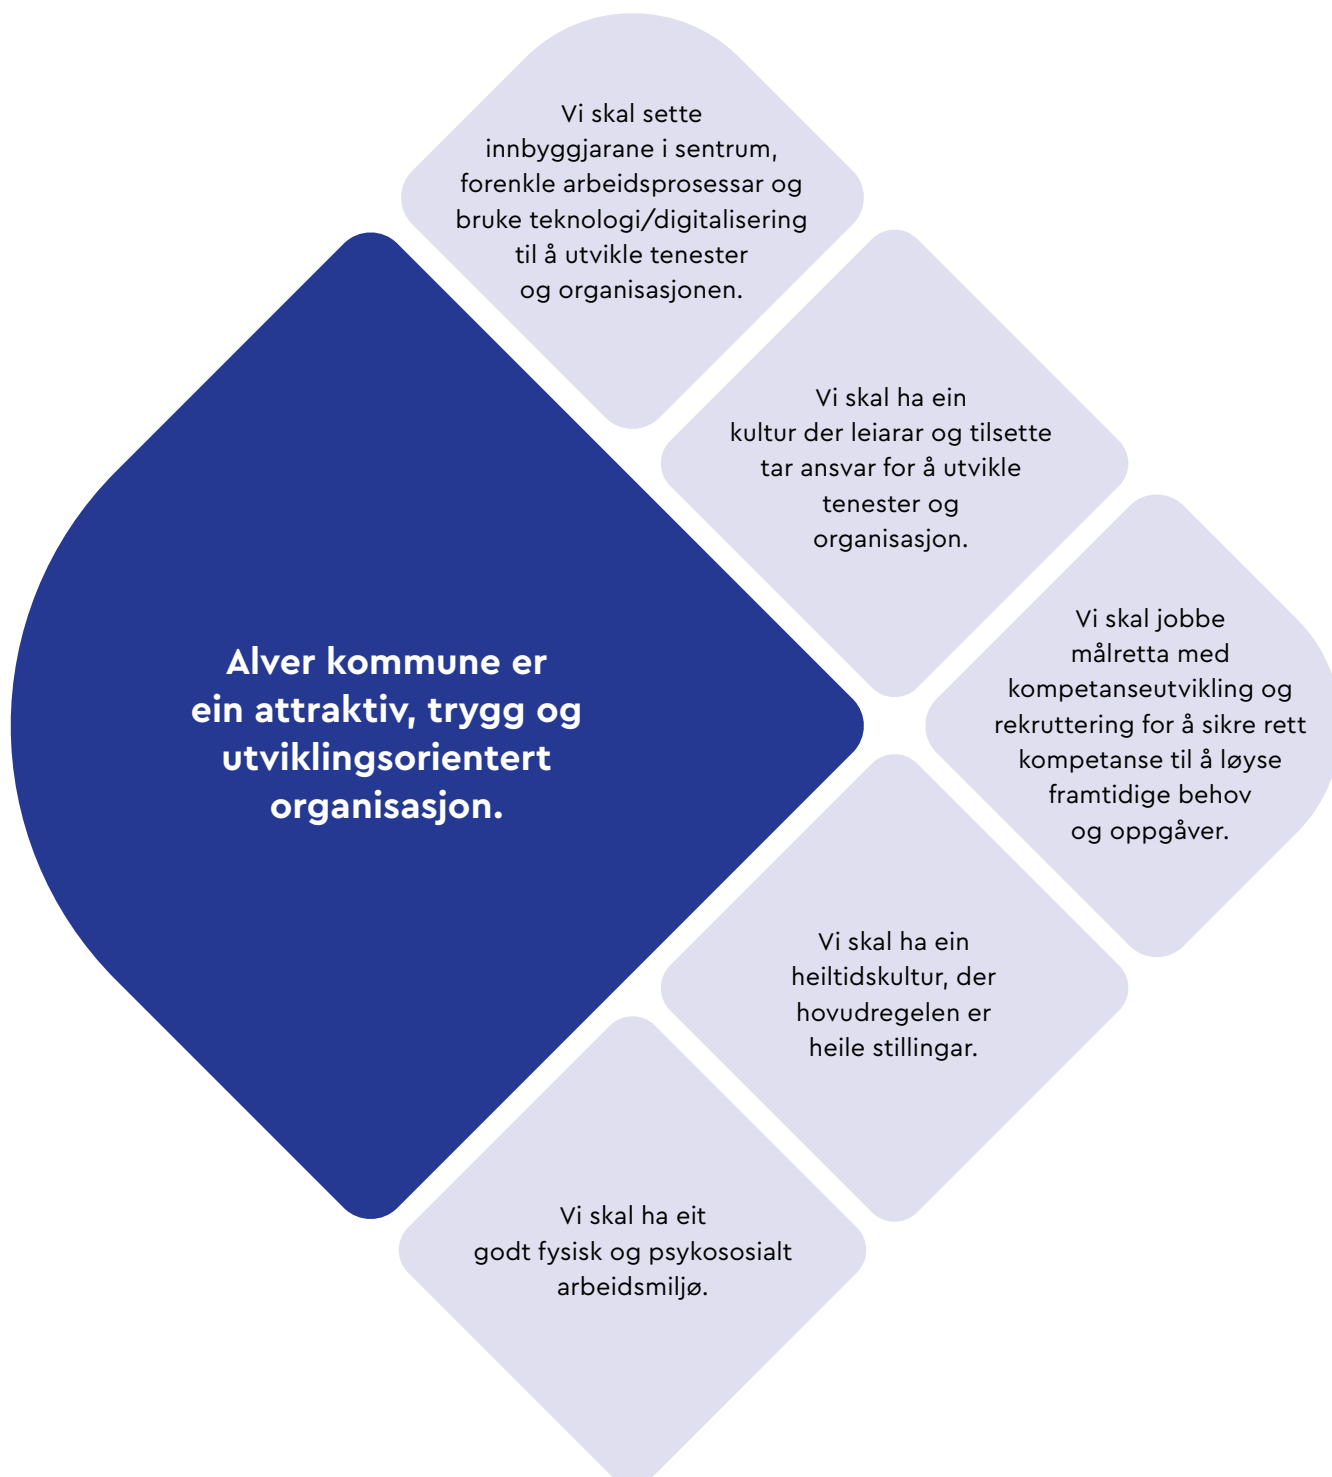 Vi skal sette
innbyggjarane i sentrum,
forenkle arbeidsprosessar og
bruke teknologi/digitalisering
til å utvikle tenester
og organisasjonen.
Vi skal ha ein
kultur der leiarar og tilsette
tar ansvar for å utvikle
tenester og
organisasjon.
Vi skal jobbe
målretta med
kompetanseutvikling og
rekruttering for å sikre rett
kompetanse til å løyse
framtidige behov
og oppgåver.
Alver kommune er
ein attraktiv, trygg og
utviklingsorientert
organisasjon.
Vi skal ha ein
heiltidskultur, der
hovudregelen er
heile stillingar.
Vi skal ha eit
godt fysisk og psykososialt
arbeidsmiljø.